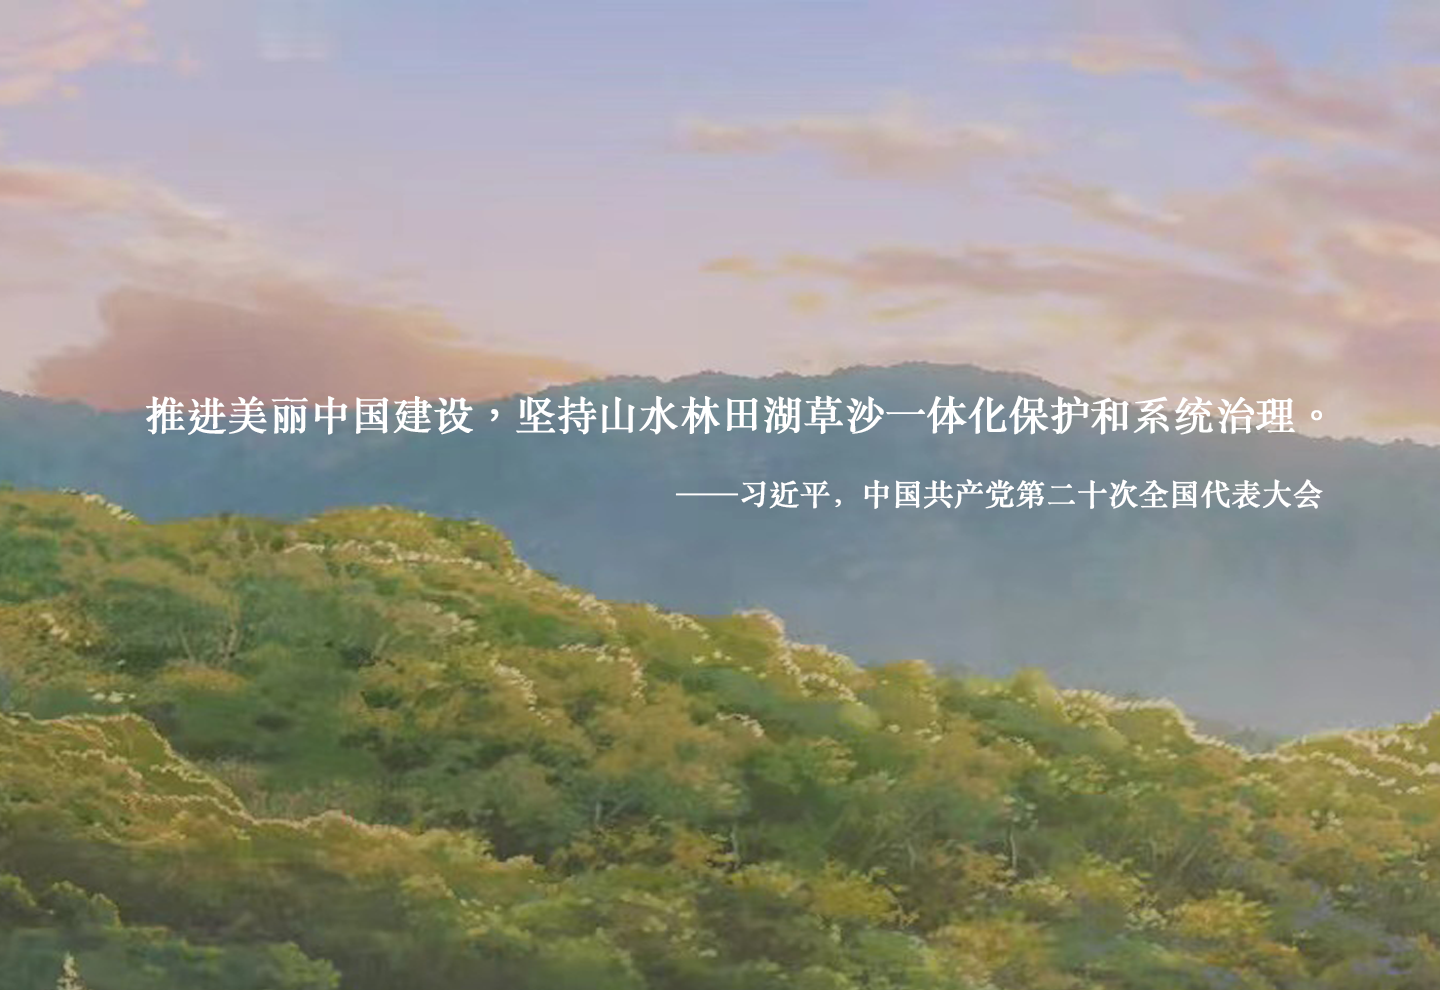 推进美丽中国建设，坚持山水林田湖草沙一体化保护和系统治理。
——习近平，中国共产党第二十次全国代表大会